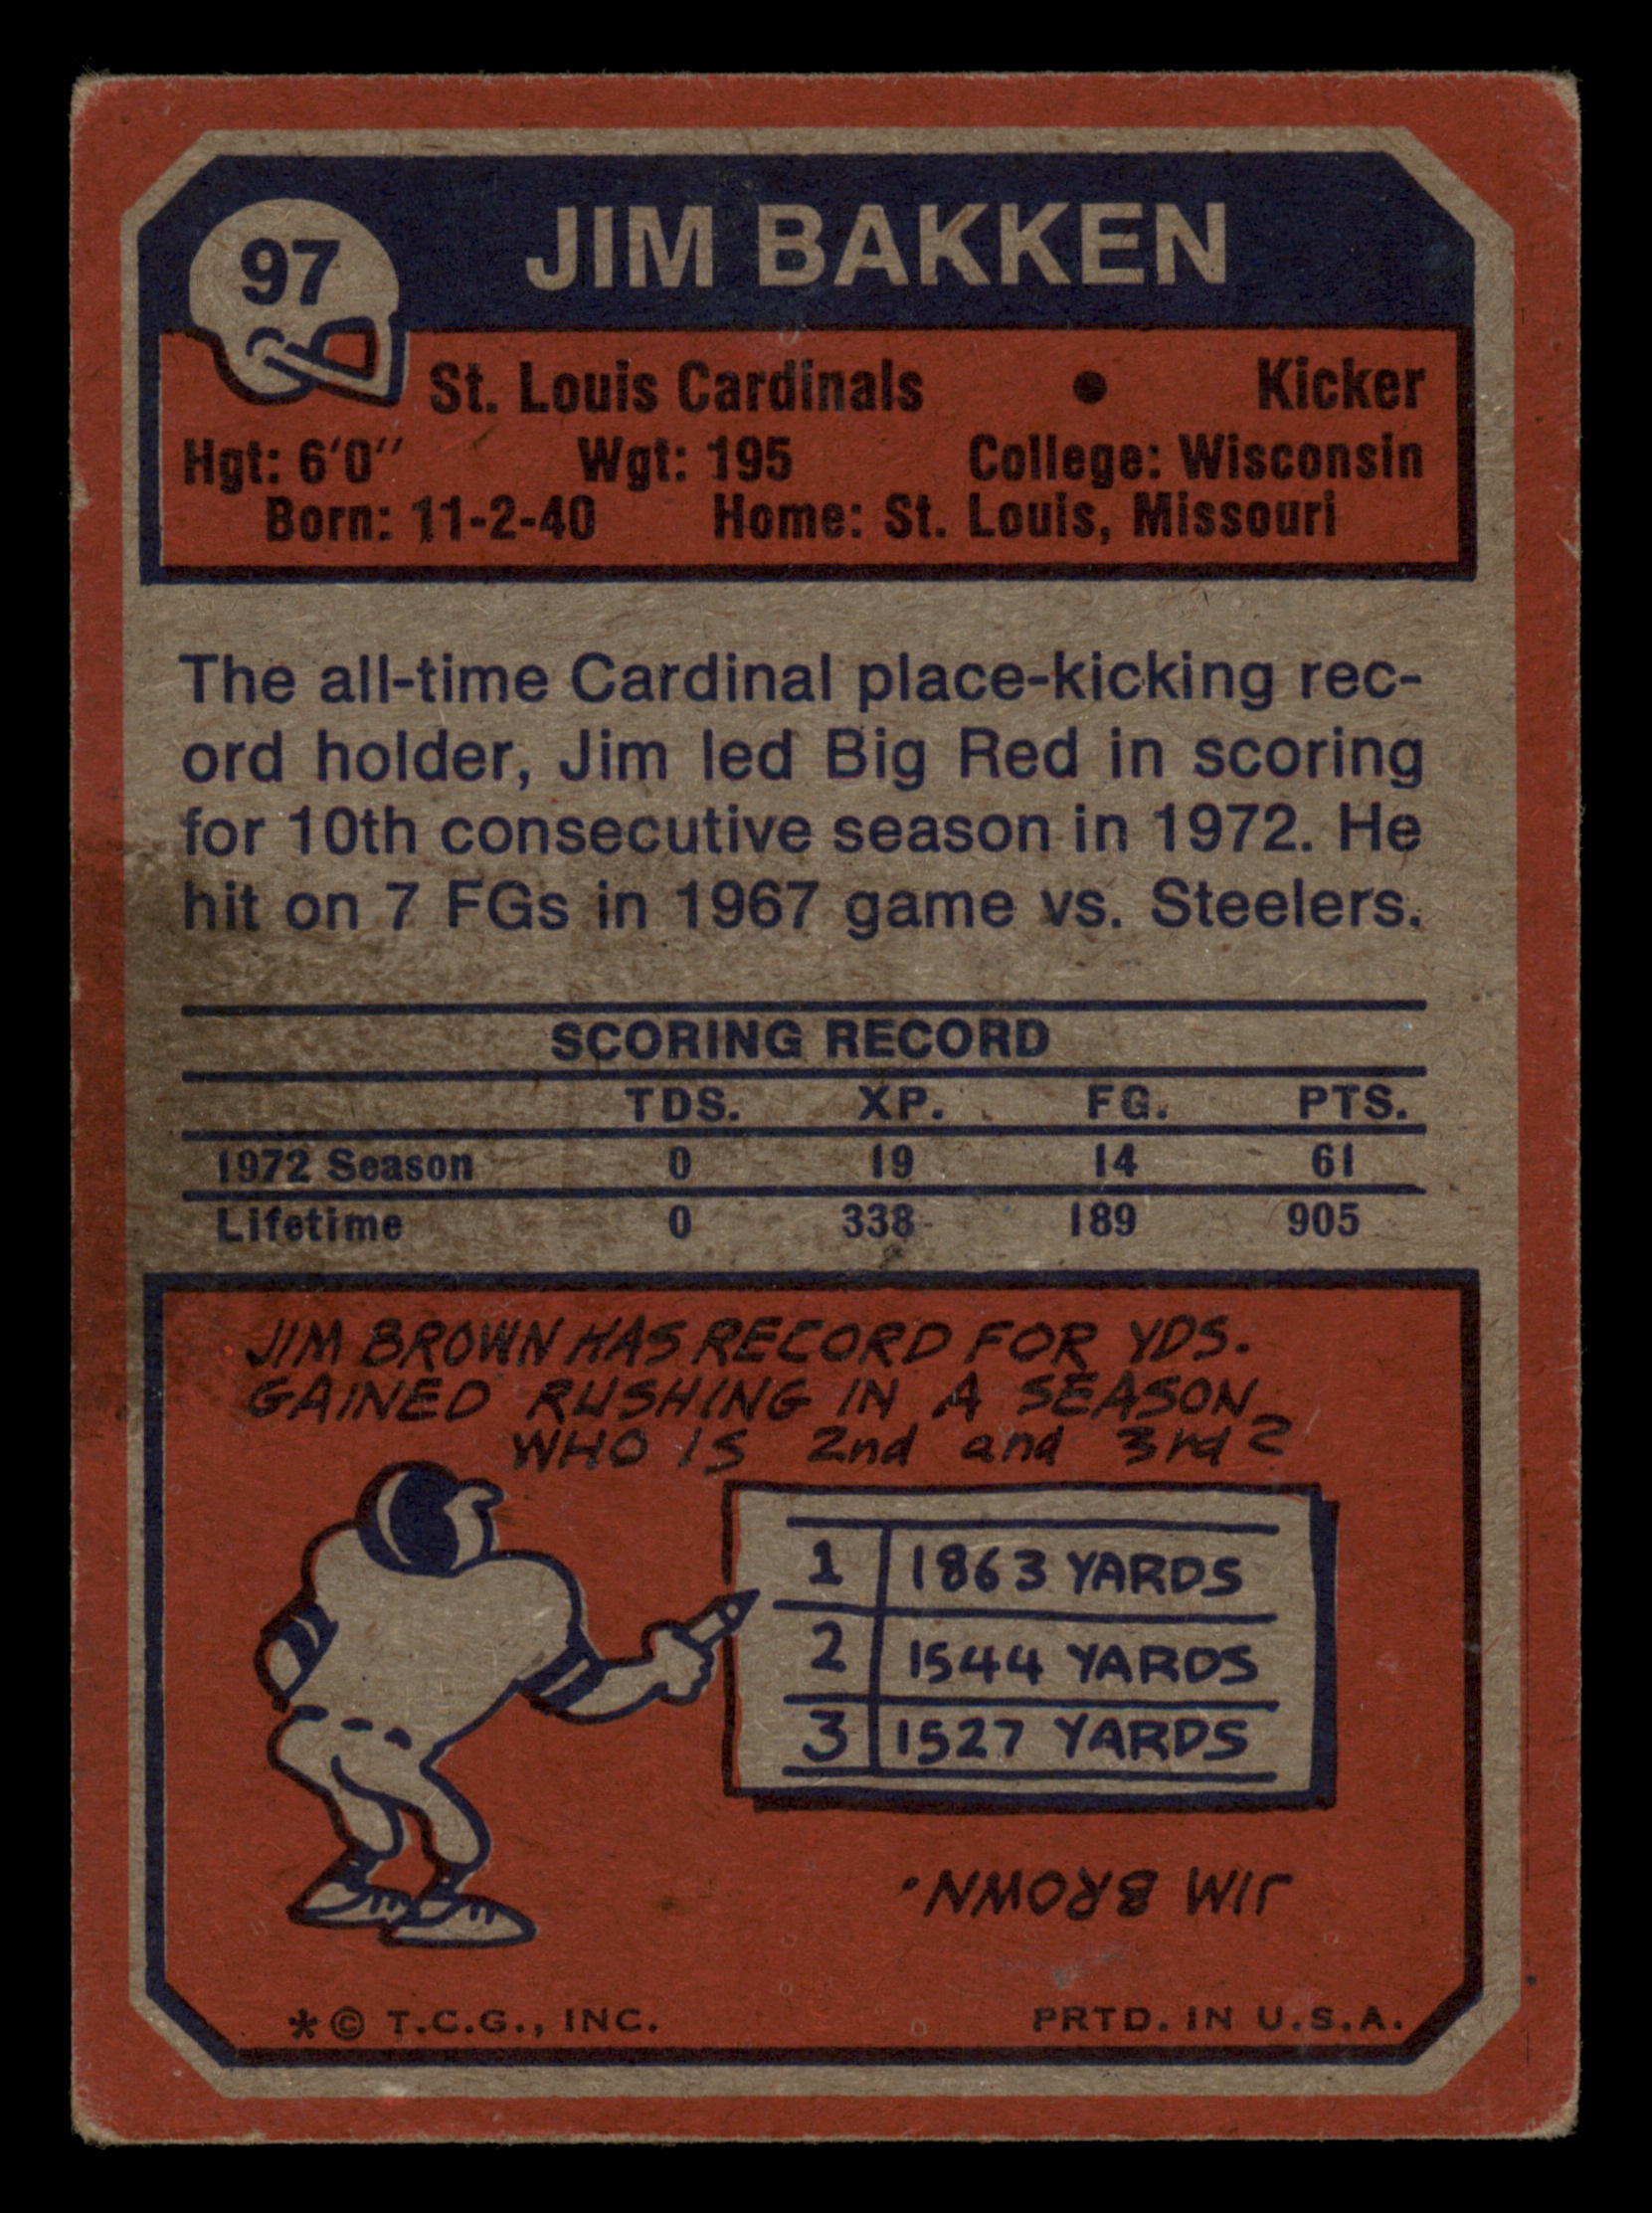 97
JIM BAKKEN
St. Louis Cardinals • Kicker
Hgt: 6'0" Wgt: 195 College: Wisconsin
Born: 11-2-40 Home: St. Louis, Missouri
The all-time Cardinal place-kicking rec-
ord holder, Jim led Big Red in scoring
for 10th consecutive season in 1972. He
hit on 7 FGs in 1967 game vs. Steelers.
SCORING RECORD
TDS. XP. FG. PTS.
1972 Season 0 19 14 61
Lifetime 0 338 189 905
JIM BROWN HAS RECORD FOR YDS.
GAINED RUSHING IN A SEASON
WHO IS 2nd and 3rd?
1 1863 YARDS
2 1544 YARDS
3 1527 YARDS
JIM BROWN.
*© T.C.G., INC. PRTD. IN U.S.A.